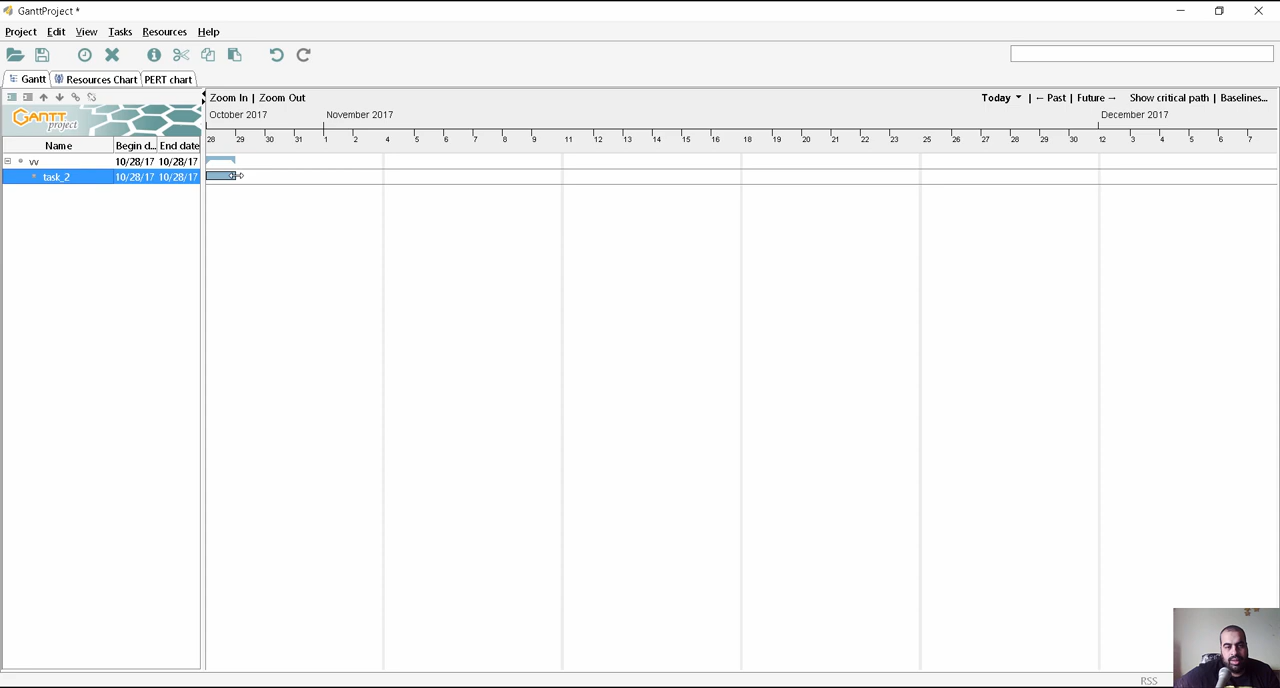 GanttProject *
Project Edit View Tasks Resources Help
Gantt Resources Chart PERT chart
Zoom In | Zoom Out Today | ← Past | Future → Show critical path | Baselines...
GANTT project
October 2017 November 2017 December 2017
28 29 30 31 1 2 4 5 6 7 8 9 11 12 13 14 15 16 18 19 20 21 22 23 25 26 27 28 29 30 12 3 4 5 6 7
Name Begin d... End date
vv 10/28/17 10/28/17
task_2 10/28/17 10/28/17
RSS